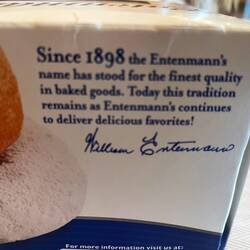 Since 1898 the Entenmann's
name has stood for the finest quality
in baked goods. Today this tradition
remains as Entenmann's continues
to deliver delicious favorites!
William Entenmann
For more information visit us at: